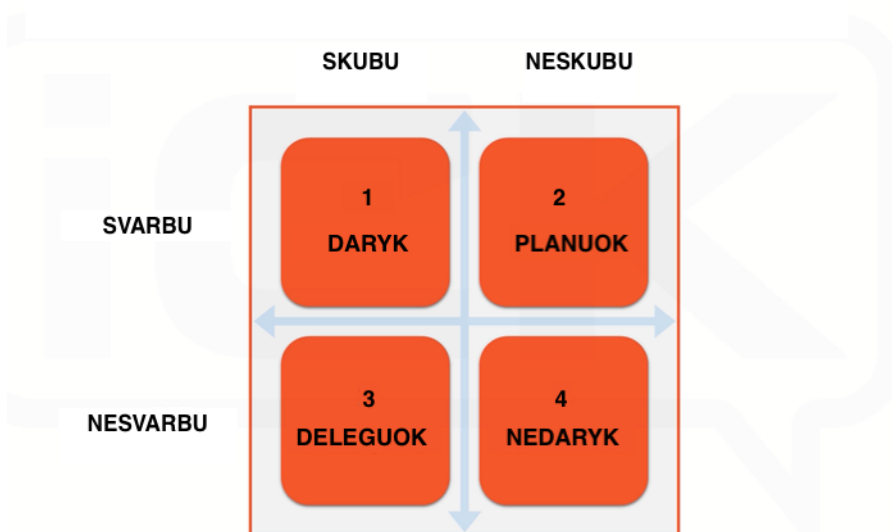 SKUBU NESKUBU
SVARBU
1
DARYK
2
PLANUOK
NESVARBU
3
DELEGUOK
4
NEDARYK